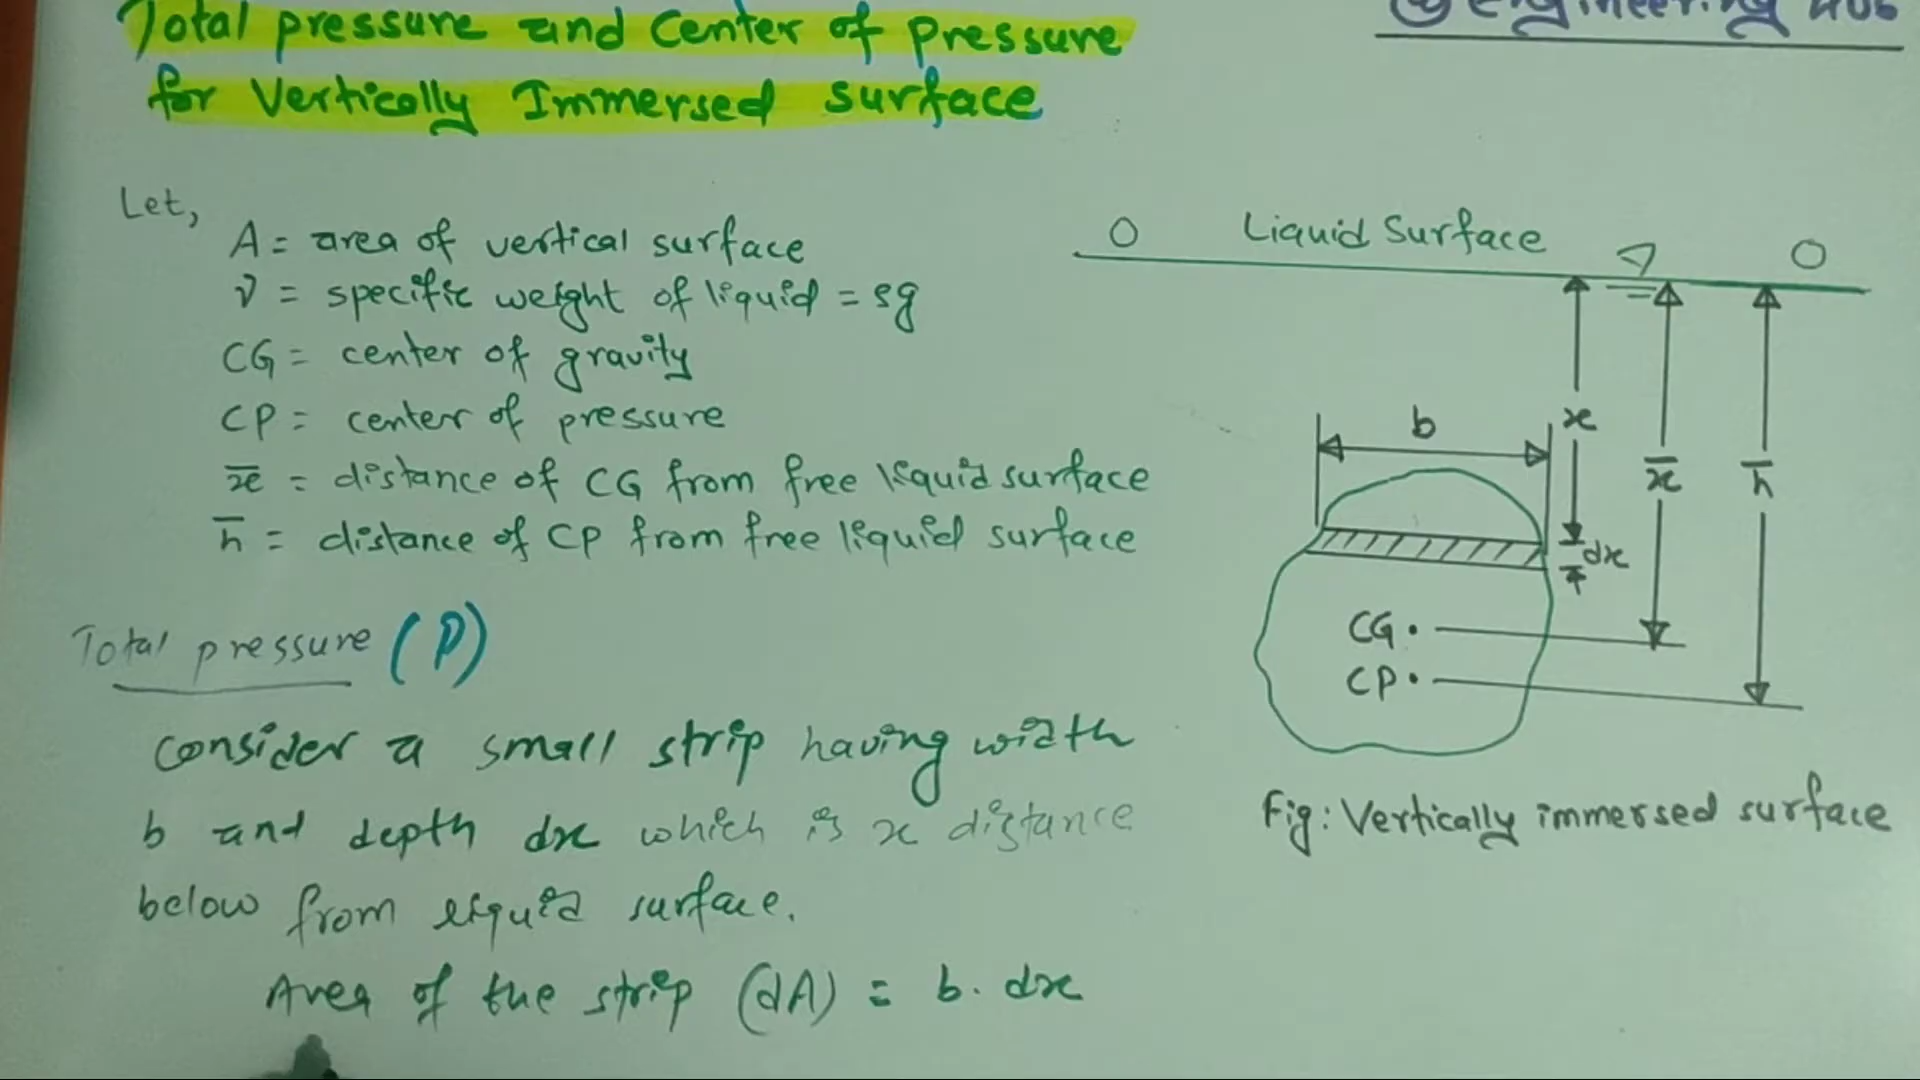 Total pressure and Center of pressure
for Vertically Immersed surface
@ engineering HUB
Let,
A = area of vertical surface
γ = specific weight of liquid = ρg
CG = center of gravity
CP = center of pressure
x̄ = distance of CG from free liquid surface
h̄ = distance of CP from free liquid surface
Total pressure (P)
Consider a small strip having width
b and depth dx which is x distance
below from liquid surface.
Area of the strip (dA) = b. dx
O Liquid Surface O
b
x
x̄
h̄
dx
CG
CP
Fig: Vertically immersed surface